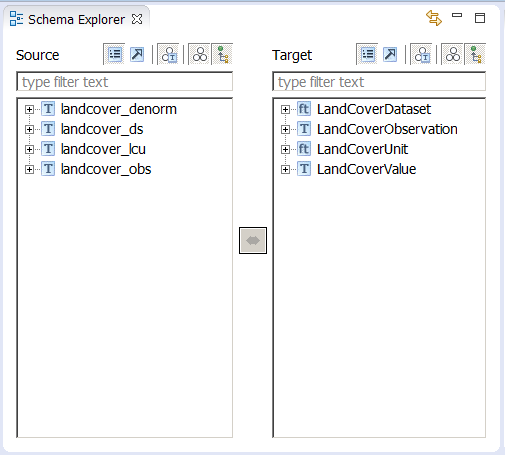 Schema Explorer
Source
Target
type filter text
type filter text
T landcover_denorm
T landcover_ds
T landcover_lcu
T landcover_obs
ft LandCoverDataset
T LandCoverObservation
ft LandCoverUnit
T LandCoverValue